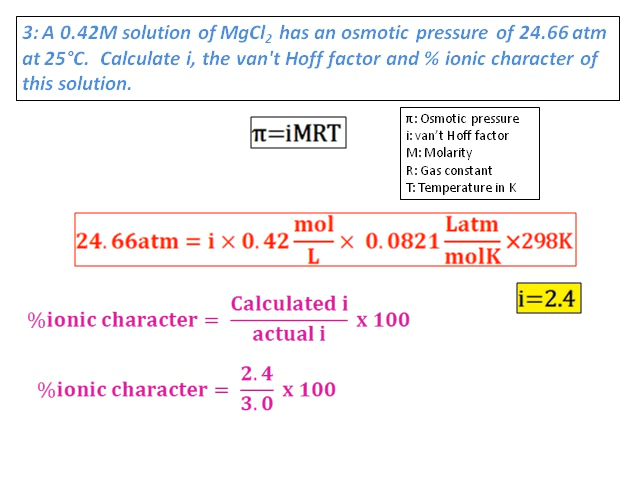 3: A 0.42M solution of MgCl₂ has an osmotic pressure of 24.66 atm
at 25°C. Calculate i, the van't Hoff factor and % ionic character of
this solution.
π=iMRT
π: Osmotic pressure
i: van't Hoff factor
M: Molarity
R: Gas constant
T: Temperature in K
24.66atm = i × 0.42 mol/L × 0.0821 Latm/molK ×298K
i=2.4
%ionic character = Calculated i/actual i x 100
%ionic character = 2.4/3.0 x 100